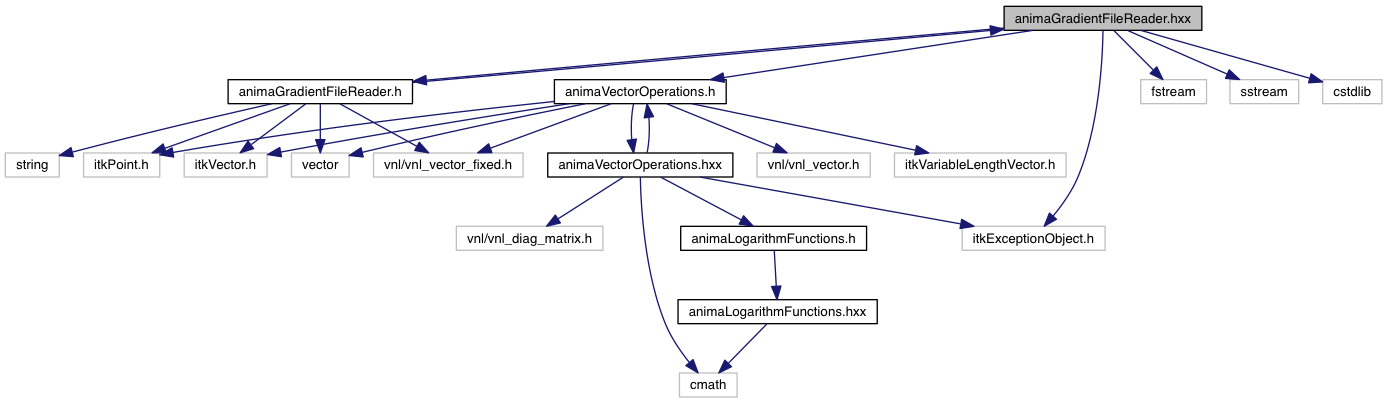 animaGradientFileReader.hxx
animaGradientFileReader.h
animaVectorOperations.h
fstream
sstream
cstdlib
string
itkPoint.h
itkVector.h
vector
vnl/vnl_vector_fixed.h
animaVectorOperations.hxx
vnl/vnl_vector.h
itkVariableLengthVector.h
vnl/vnl_diag_matrix.h
animaLogarithmFunctions.h
itkExceptionObject.h
animaLogarithmFunctions.hxx
cmath